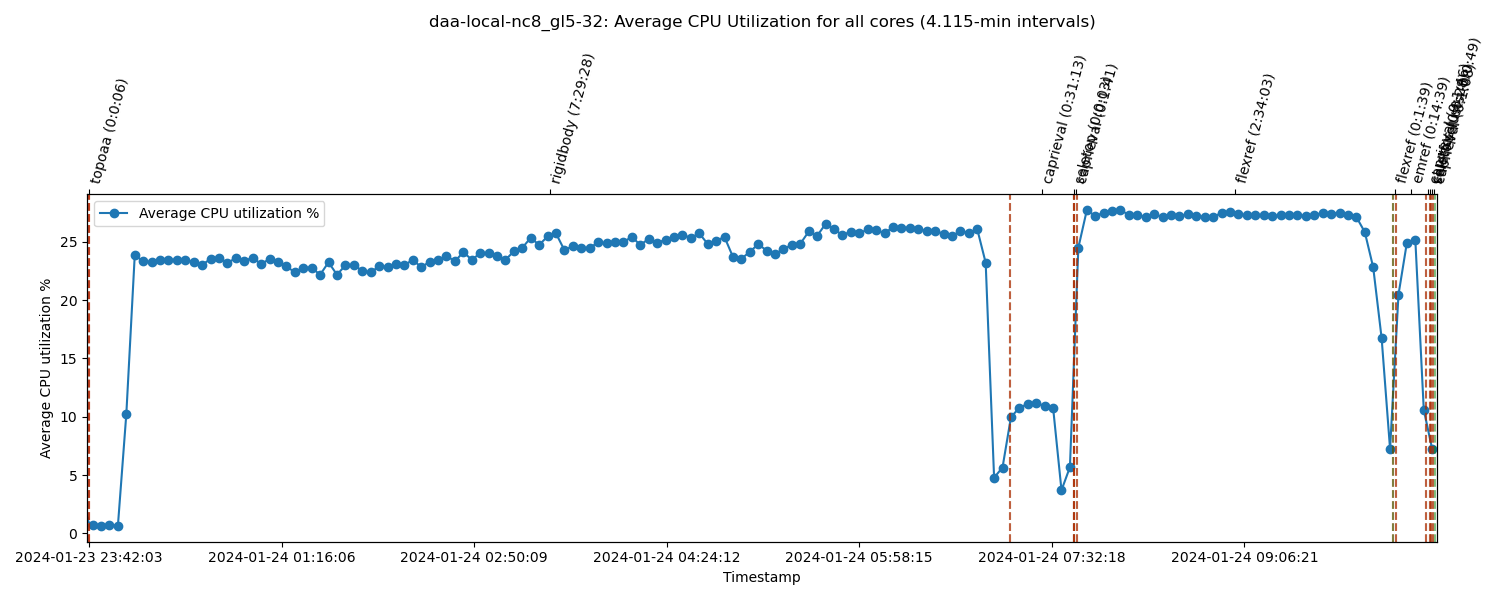 daa-local-nc8_gl5-32: Average CPU Utilization for all cores (4.115-min intervals)
topoaa (0:0:06)
rigidbody (7:29:28)
caprieval (0:31:13)
caprieval (0:1:41)
flexref (2:34:03)
flexref (0:1:39)
emref (0:14:39)
Average CPU utilization %
Average CPU utilization %
25
20
15
10
5
0
2024-01-23 23:42:03
2024-01-24 01:16:06
2024-01-24 02:50:09
2024-01-24 04:24:12
2024-01-24 05:58:15
2024-01-24 07:32:18
2024-01-24 09:06:21
Timestamp